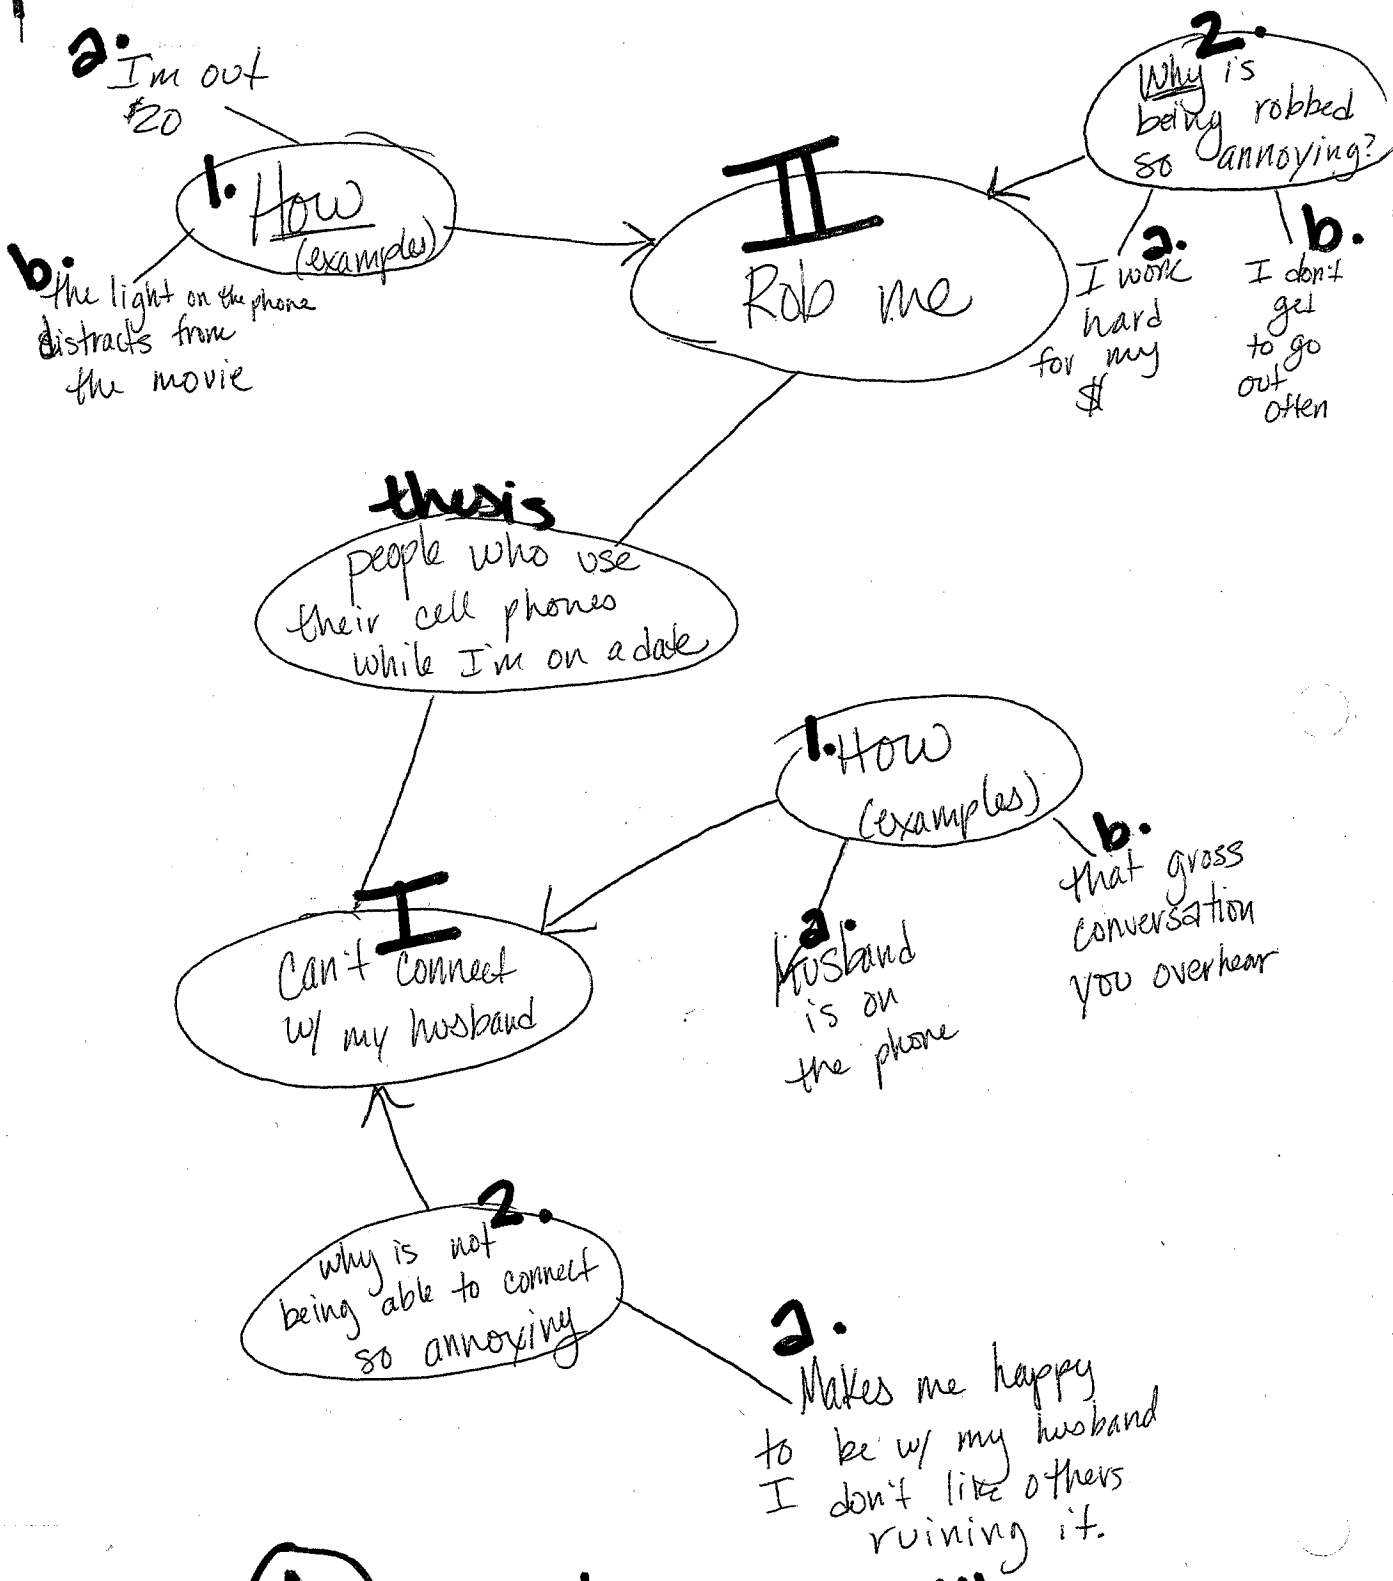 a.
I'm out
$20
1.
How
(examples)
b.
the light on the phone
distracts from
the movie
II
Rob me
2.
Why is
being robbed
so annoying?
a.
I work
hard
for my
$
b.
I don't
get
to go
out
often
thesis
people who use
their cell phones
while I'm on a date
I
Can't connect
w/ my husband
1.
How
(examples)
a.
Husband
is on
the phone
b.
that gross
conversation
you overhear
2.
why is not
being able to connect
so annoying
a.
Makes me happy
to be w/ my husband
I don't like others
ruining it.